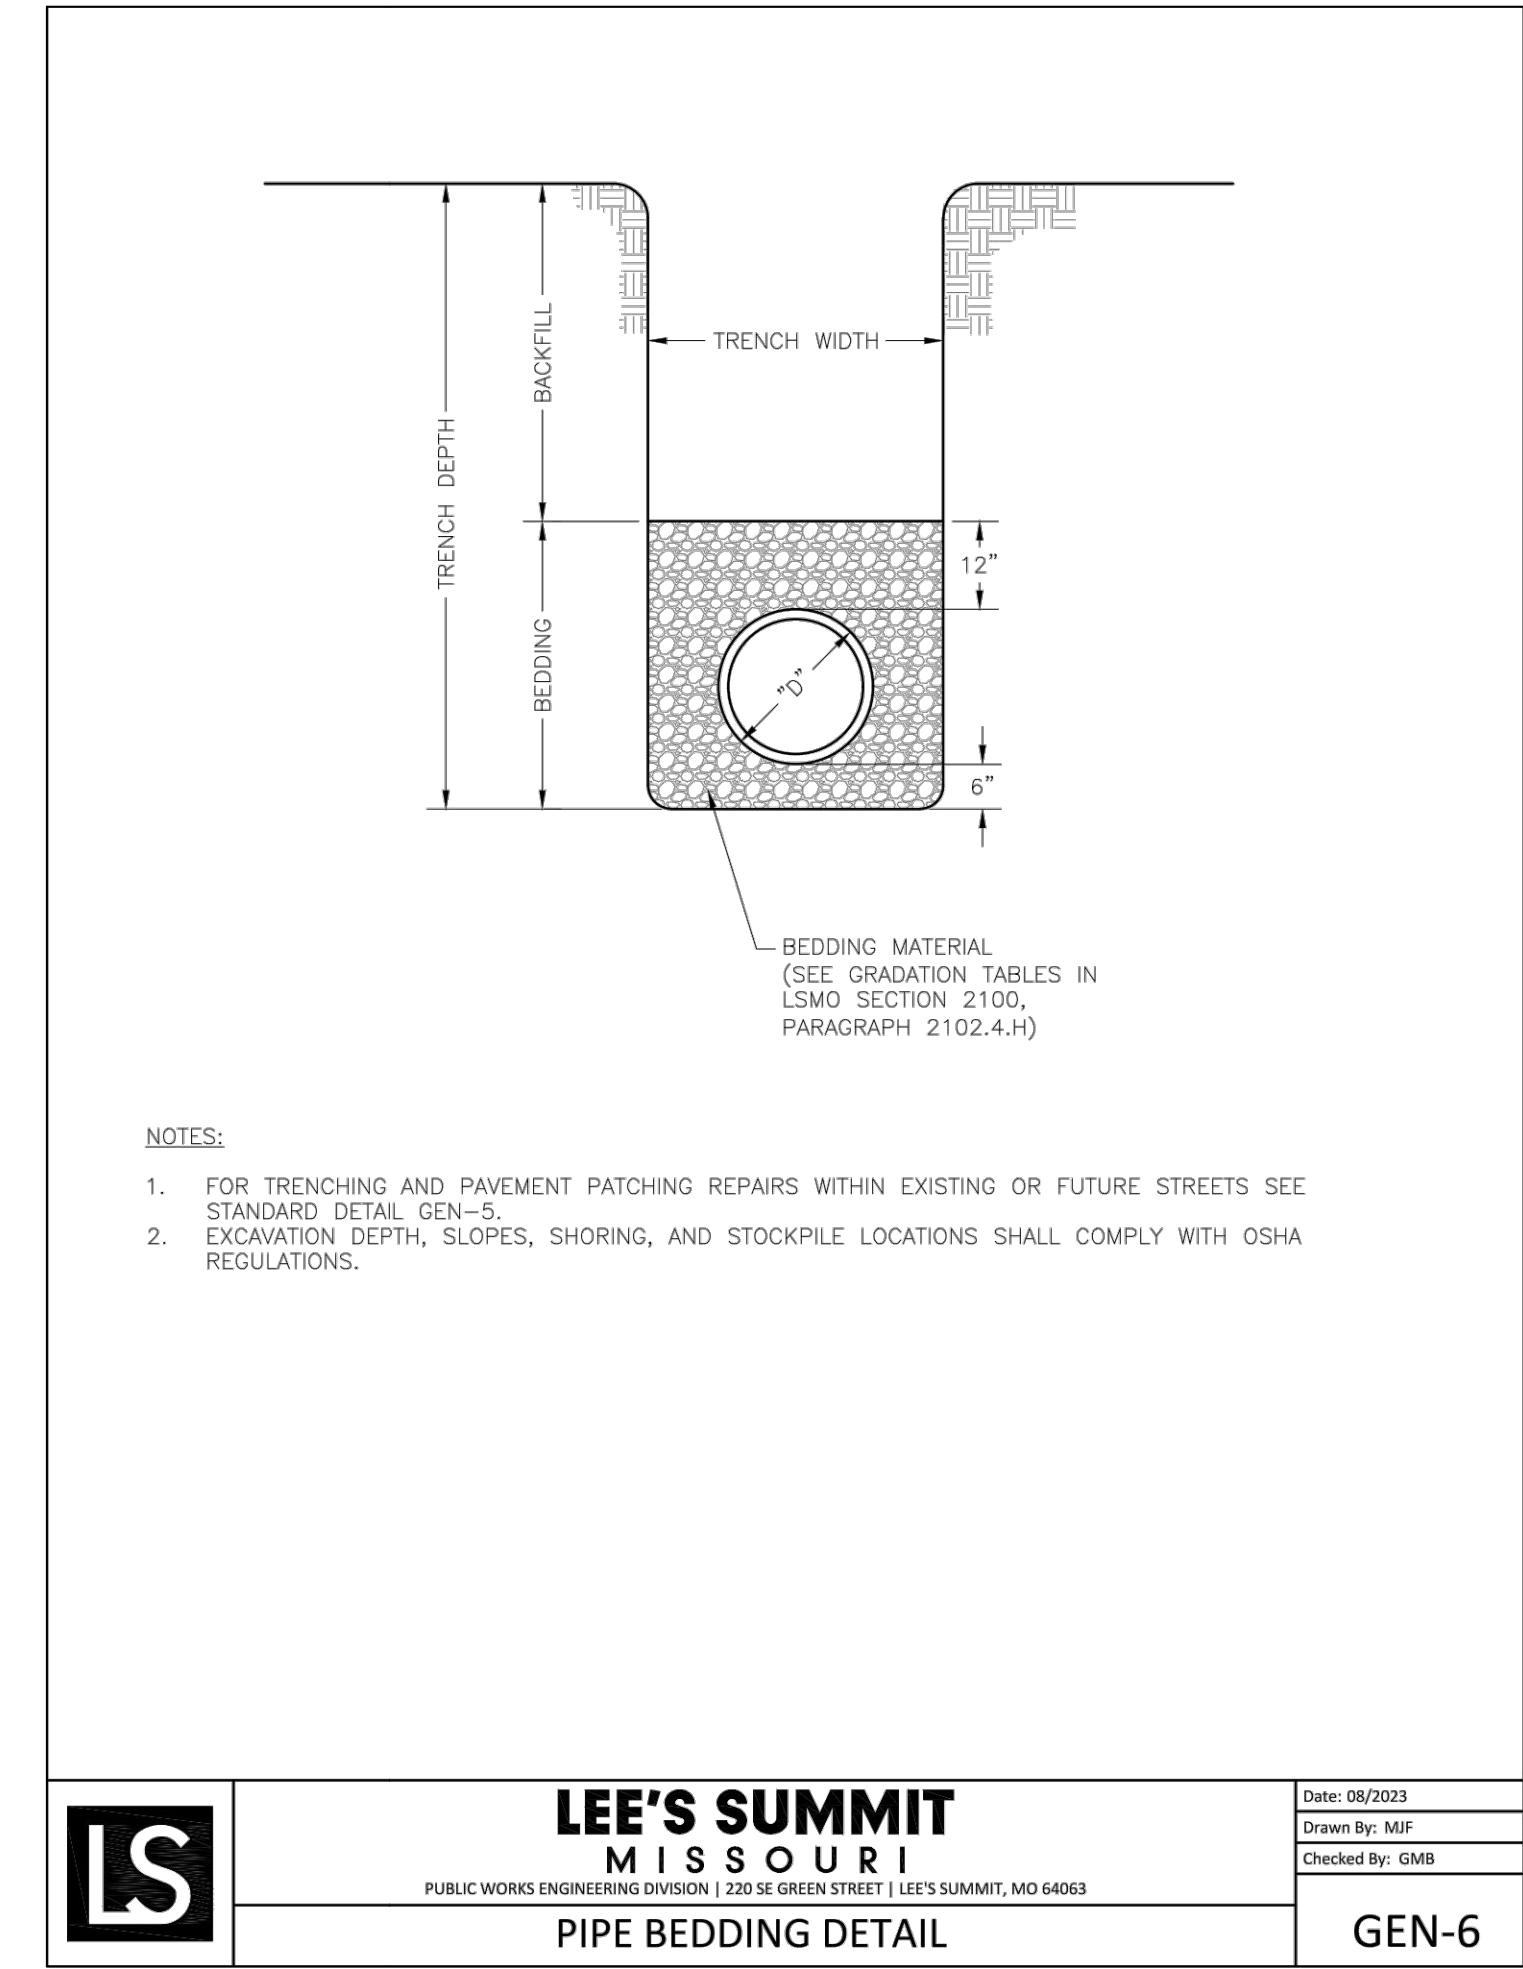 BACKFILL
TRENCH WIDTH
TRENCH DEPTH
12”
BEDDING
”D”
6”
BEDDING MATERIAL
(SEE GRADATION TABLES IN
LSMO SECTION 2100,
PARAGRAPH 2102.4.H)
NOTES:
1. FOR TRENCHING AND PAVEMENT PATCHING REPAIRS WITHIN EXISTING OR FUTURE STREETS SEE
STANDARD DETAIL GEN–5.
2. EXCAVATION DEPTH, SLOPES, SHORING, AND STOCKPILE LOCATIONS SHALL COMPLY WITH OSHA
REGULATIONS.
LS
LEE'S SUMMIT
MISSOURI
PUBLIC WORKS ENGINEERING DIVISION | 220 SE GREEN STREET | LEE'S SUMMIT, MO 64063
PIPE BEDDING DETAIL
Date: 08/2023
Drawn By: MJF
Checked By: GMB
GEN-6